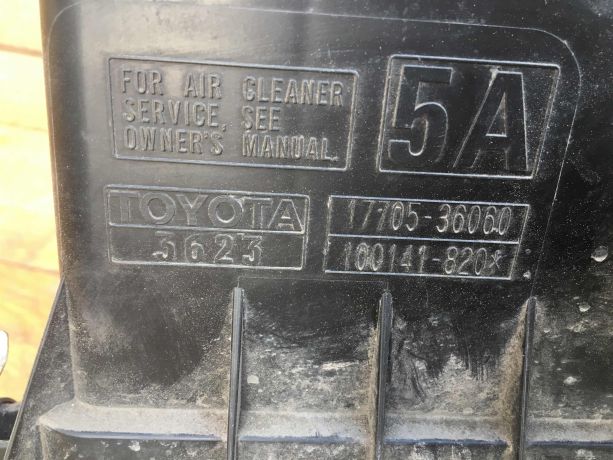 FOR AIR CLEANER
SERVICE, SEE
OWNER'S MANUAL.
5A
TOYOTA
3623
17705-36060
100141-820